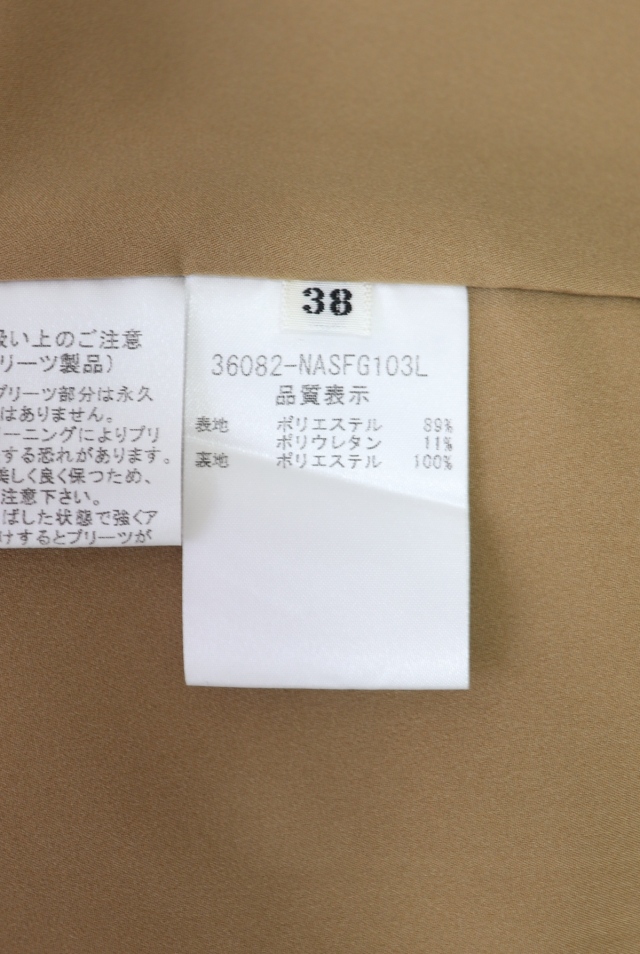 扱い上のご注意
リーツ製品）
プリーツ部分は永久
はありません。
ーニングによりプリ
する恐れがあります。
美しく良く保つため、
注意下さい。
ばした状態で強くア
けするとプリーツが
38
36082-NASFG103L
品質表示
表地 ポリエステル 89%
ポリウレタン 11%
裏地 ポリエステル 100%